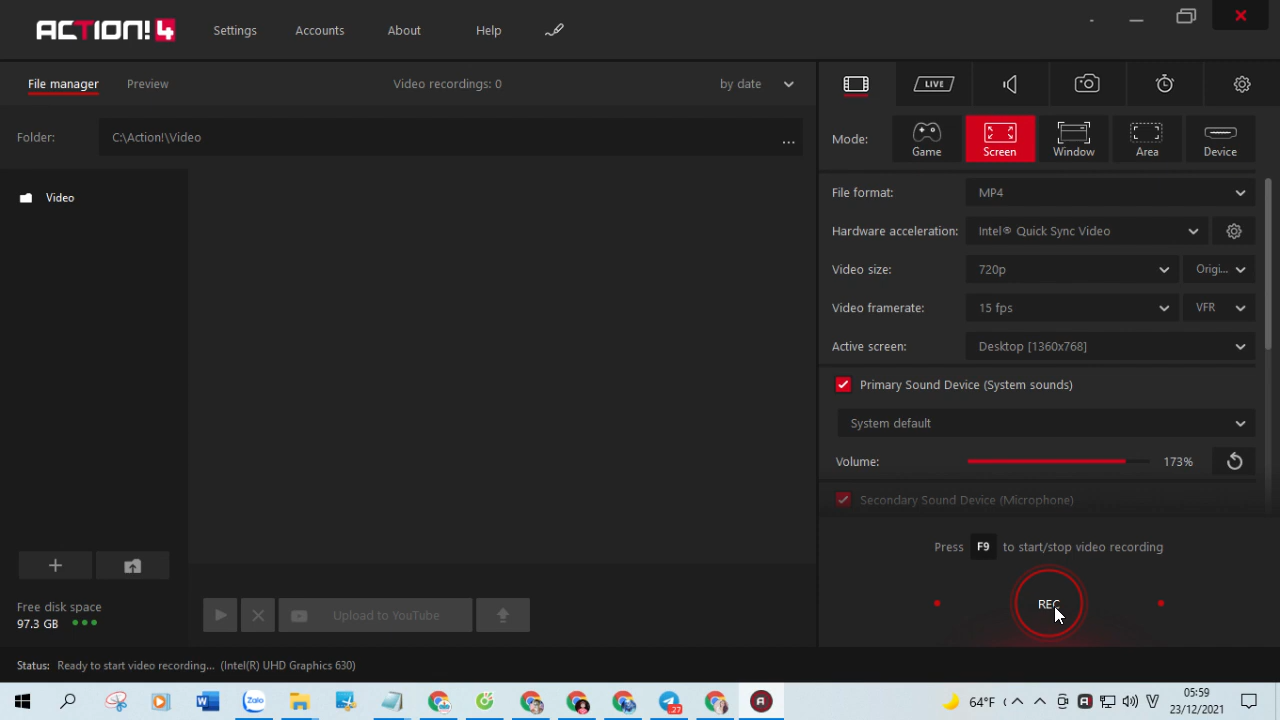 ACTION! 4
Settings
Accounts
About
Help
File manager
Preview
Video recordings: 0
by date
LIVE
Folder:
C:\Action!\Video
...
Mode:
Game
Screen
Window
Area
Device
Video
File format:
MP4
Hardware acceleration:
Intel® Quick Sync Video
Video size:
720p
Origi...
Video framerate:
15 fps
VFR
Active screen:
Desktop [1360x768]
Primary Sound Device (System sounds)
System default
Volume:
173%
Secondary Sound Device (Microphone)
Press F9 to start/stop video recording
REC
Free disk space
97.3 GB
Upload to YouTube
Status: Ready to start video recording... (Intel(R) UHD Graphics 630)
Zalo
27
64°F
05:59
23/12/2021